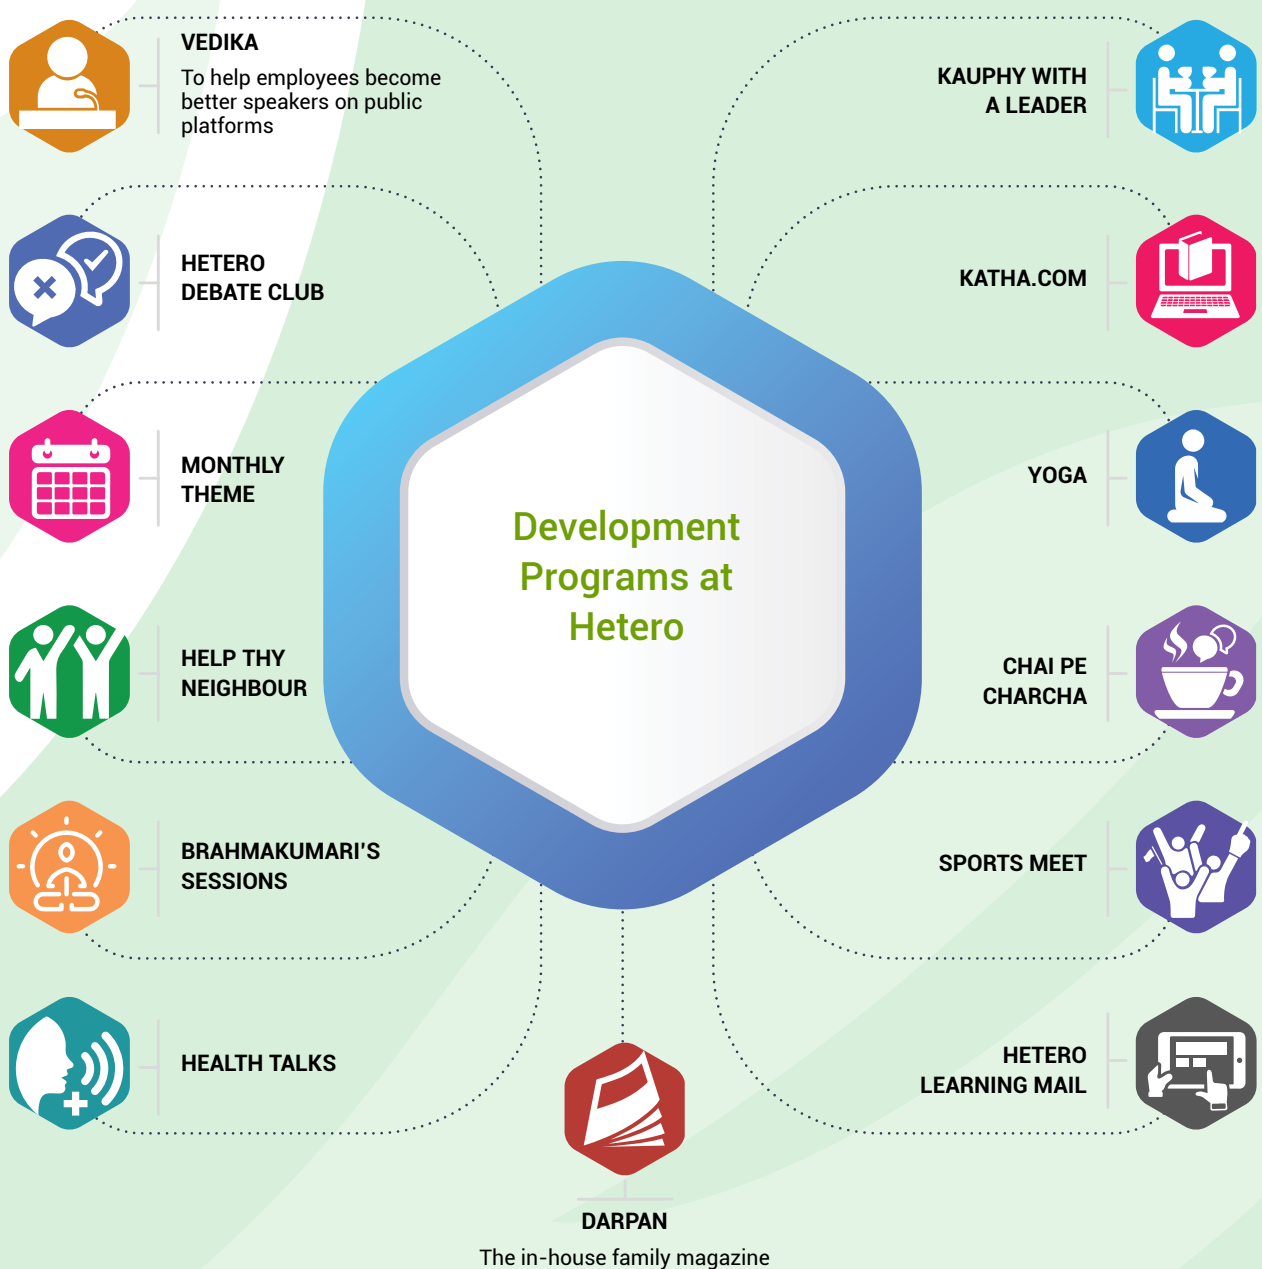 VEDIKA
To help employees become
better speakers on public
platforms
HETERO
DEBATE CLUB
MONTHLY
THEME
HELP THY
NEIGHBOUR
BRAHMAKUMARI'S
SESSIONS
HEALTH TALKS
Development
Programs at
Hetero
KAUPHY WITH
A LEADER
KATHA.COM
YOGA
CHAI PE
CHARCHA
SPORTS MEET
HETERO
LEARNING MAIL
DARPAN
The in-house family magazine